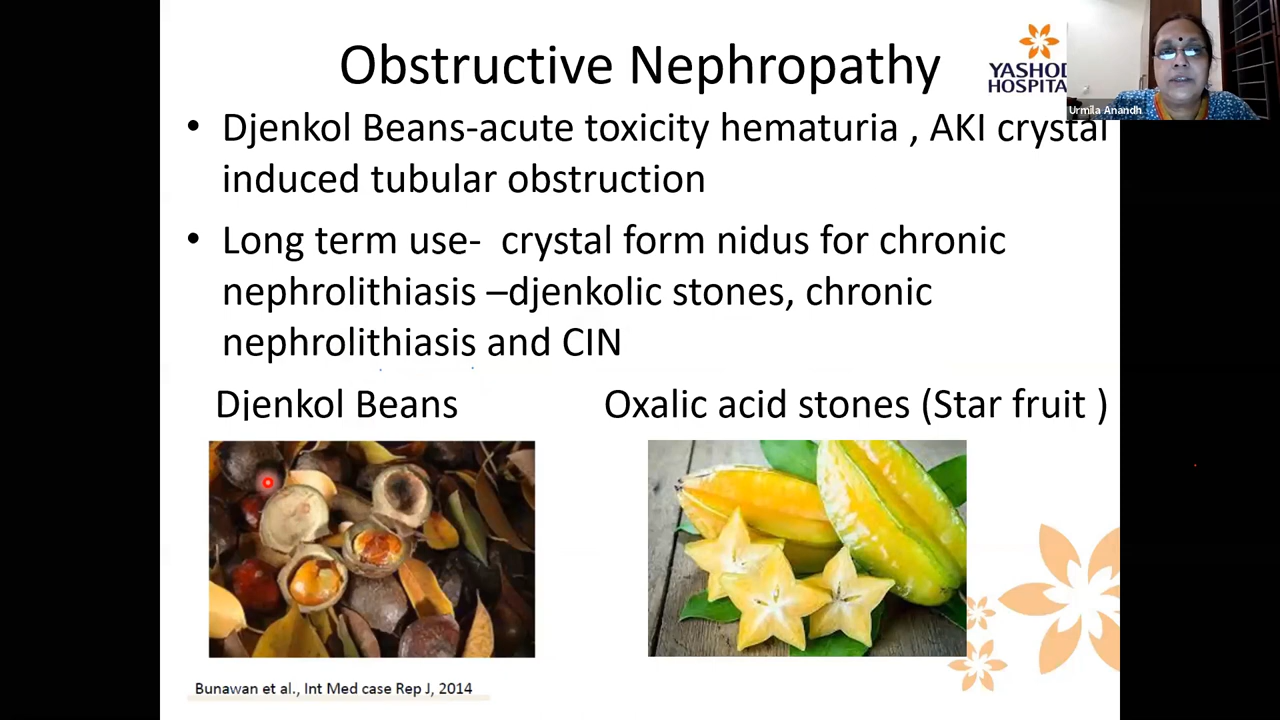 Obstructive Nephropathy
YASHOD
HOSPITA
Urmila Anandh
• Djenkol Beans-acute toxicity hematuria , AKI crystal
induced tubular obstruction
• Long term use- crystal form nidus for chronic
nephrolithiasis –djenkolic stones, chronic
nephrolithiasis and CIN
Djenkol Beans
Oxalic acid stones (Star fruit )
Bunawan et al., Int Med case Rep J, 2014